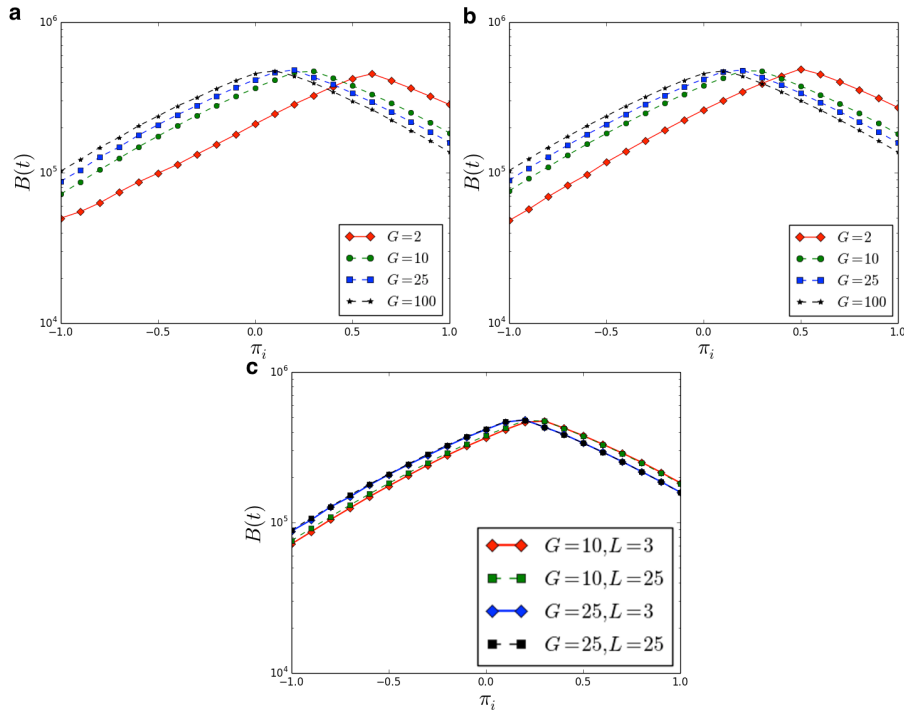 a
10^6
10^5
10^4
B(t)
-1.0 -0.5 0.0 0.5 1.0
π_i
G=2
G=10
G=25
G=100
b
10^6
10^5
10^4
B(t)
-1.0 -0.5 0.0 0.5 1.0
π_i
G=2
G=10
G=25
G=100
c
10^6
10^5
10^4
B(t)
-1.0 -0.5 0.0 0.5 1.0
π_i
G=10,L=3
G=10,L=25
G=25,L=3
G=25,L=25